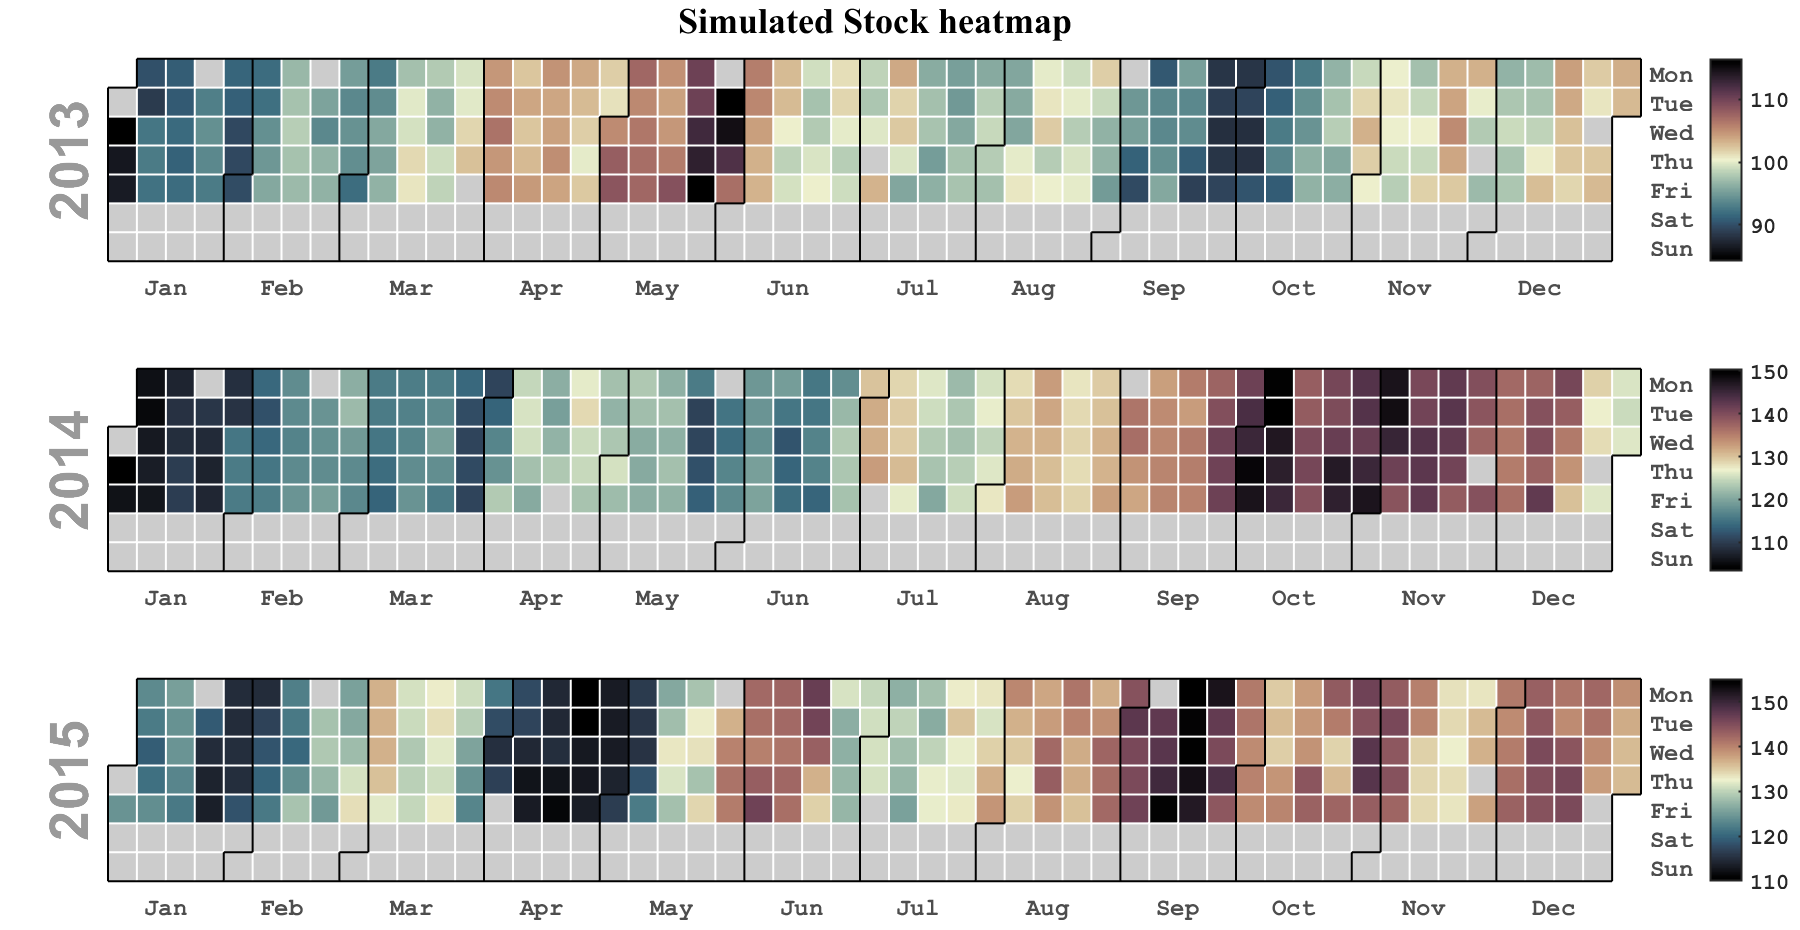 Simulated Stock heatmap
2013
Mon
Tue
Wed
Thu
Fri
Sat
Sun
110
100
90
Jan Feb Mar Apr May Jun Jul Aug Sep Oct Nov Dec
2014
Mon
Tue
Wed
Thu
Fri
Sat
Sun
150
140
130
120
110
Jan Feb Mar Apr May Jun Jul Aug Sep Oct Nov Dec
2015
Mon
Tue
Wed
Thu
Fri
Sat
Sun
150
140
130
120
110
Jan Feb Mar Apr May Jun Jul Aug Sep Oct Nov Dec